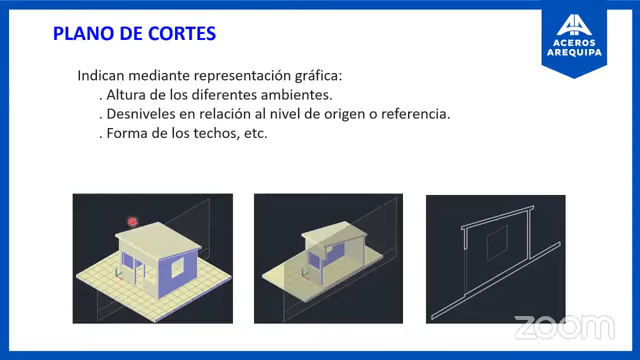 PLANO DE CORTES
ACEROS
AREQUIPA
Indican mediante representación gráfica:
. Altura de los diferentes ambientes.
. Desniveles en relación al nivel de origen o referencia.
. Forma de los techos, etc.
zoom